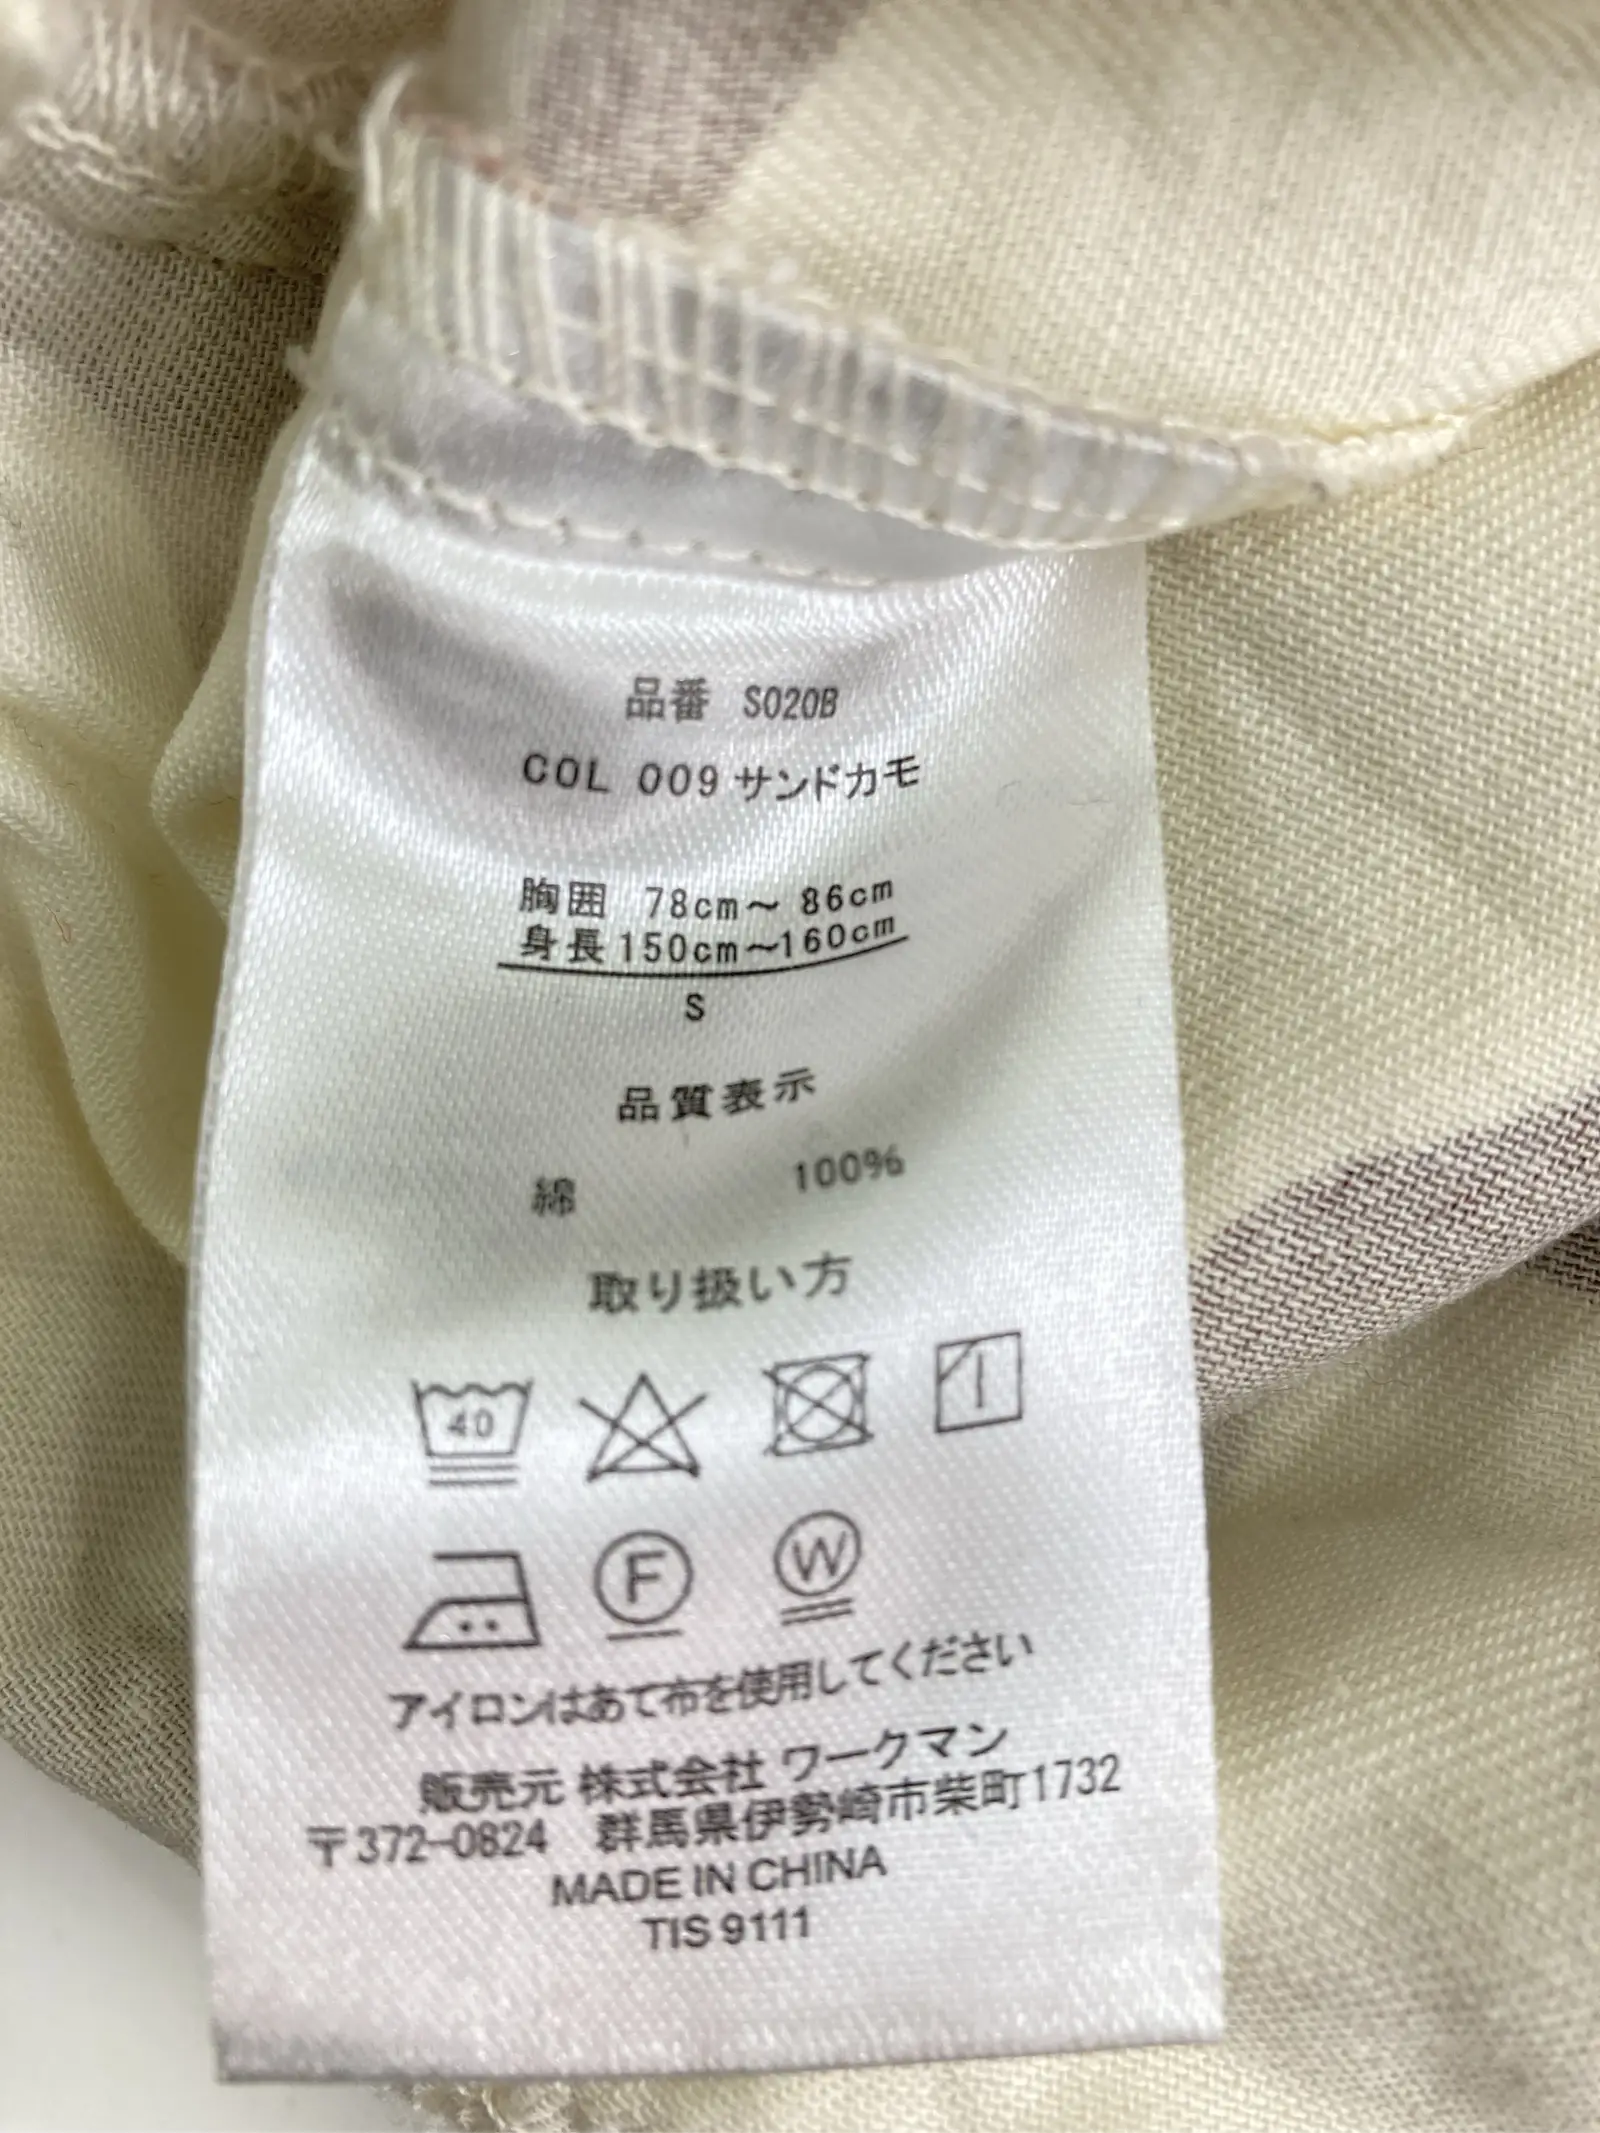 品番 S020B
COL 009 サンドカモ
胸囲 78cm〜 86cm
身長 150cm〜160cm
S
品質表示
綿 100%
取り扱い方
40
F W
アイロンはあて布を使用してください
販売元 株式会社 ワークマン
〒372-0824 群馬県伊勢崎市柴町1732
MADE IN CHINA
TIS 9111